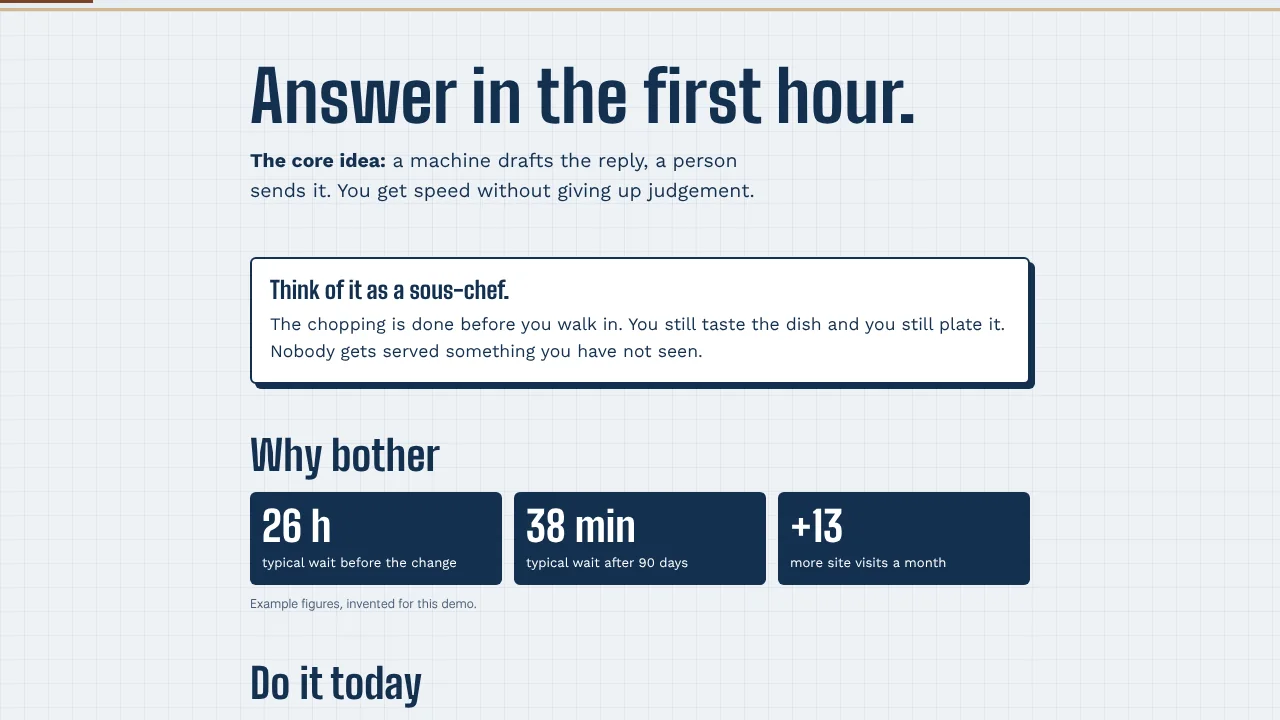 Answer in the first hour.
The core idea: a machine drafts the reply, a person
sends it. You get speed without giving up judgement.
Think of it as a sous-chef.
The chopping is done before you walk in. You still taste the dish and you still plate it.
Nobody gets served something you have not seen.
Why bother
26 h
typical wait before the change
38 min
typical wait after 90 days
+13
more site visits a month
Example figures, invented for this demo.
Do it today